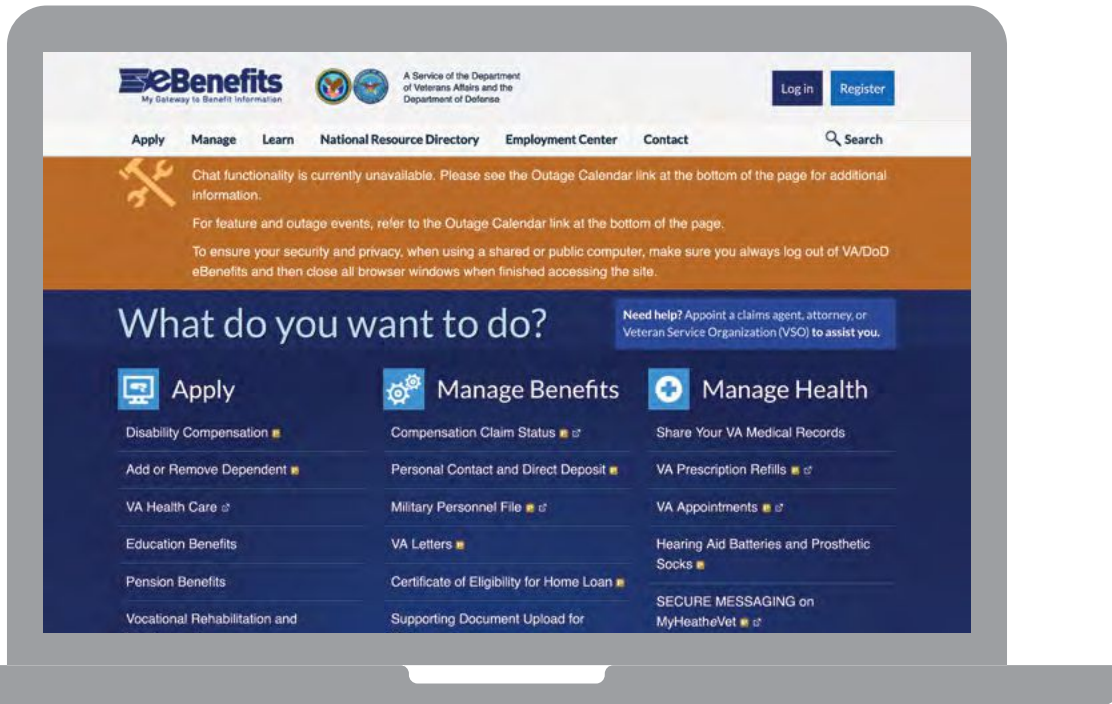 eBenefits
My Gateway to Benefit Information
A Service of the Department
of Veterans Affairs and the
Department of Defense
Log in
Register
Apply
Manage
Learn
National Resource Directory
Employment Center
Contact
Search
Chat functionality is currently unavailable. Please see the Outage Calendar link at the bottom of the page for additional
information.
For feature and outage events, refer to the Outage Calendar link at the bottom of the page.
To ensure your security and privacy, when using a shared or public computer, make sure you always log out of VA/DoD
eBenefits and then close all browser windows when finished accessing the site.
What do you want to do?
Need help? Appoint a claims agent, attorney, or
Veteran Service Organization (VSO) to assist you.
Apply
Disability Compensation
Add or Remove Dependent
VA Health Care
Education Benefits
Pension Benefits
Vocational Rehabilitation and
Manage Benefits
Compensation Claim Status
Personal Contact and Direct Deposit
Military Personnel File
VA Letters
Certificate of Eligibility for Home Loan
Supporting Document Upload for
Manage Health
Share Your VA Medical Records
VA Prescription Refills
VA Appointments
Hearing Aid Batteries and Prosthetic
Socks
SECURE MESSAGING on
MyHeatheVet